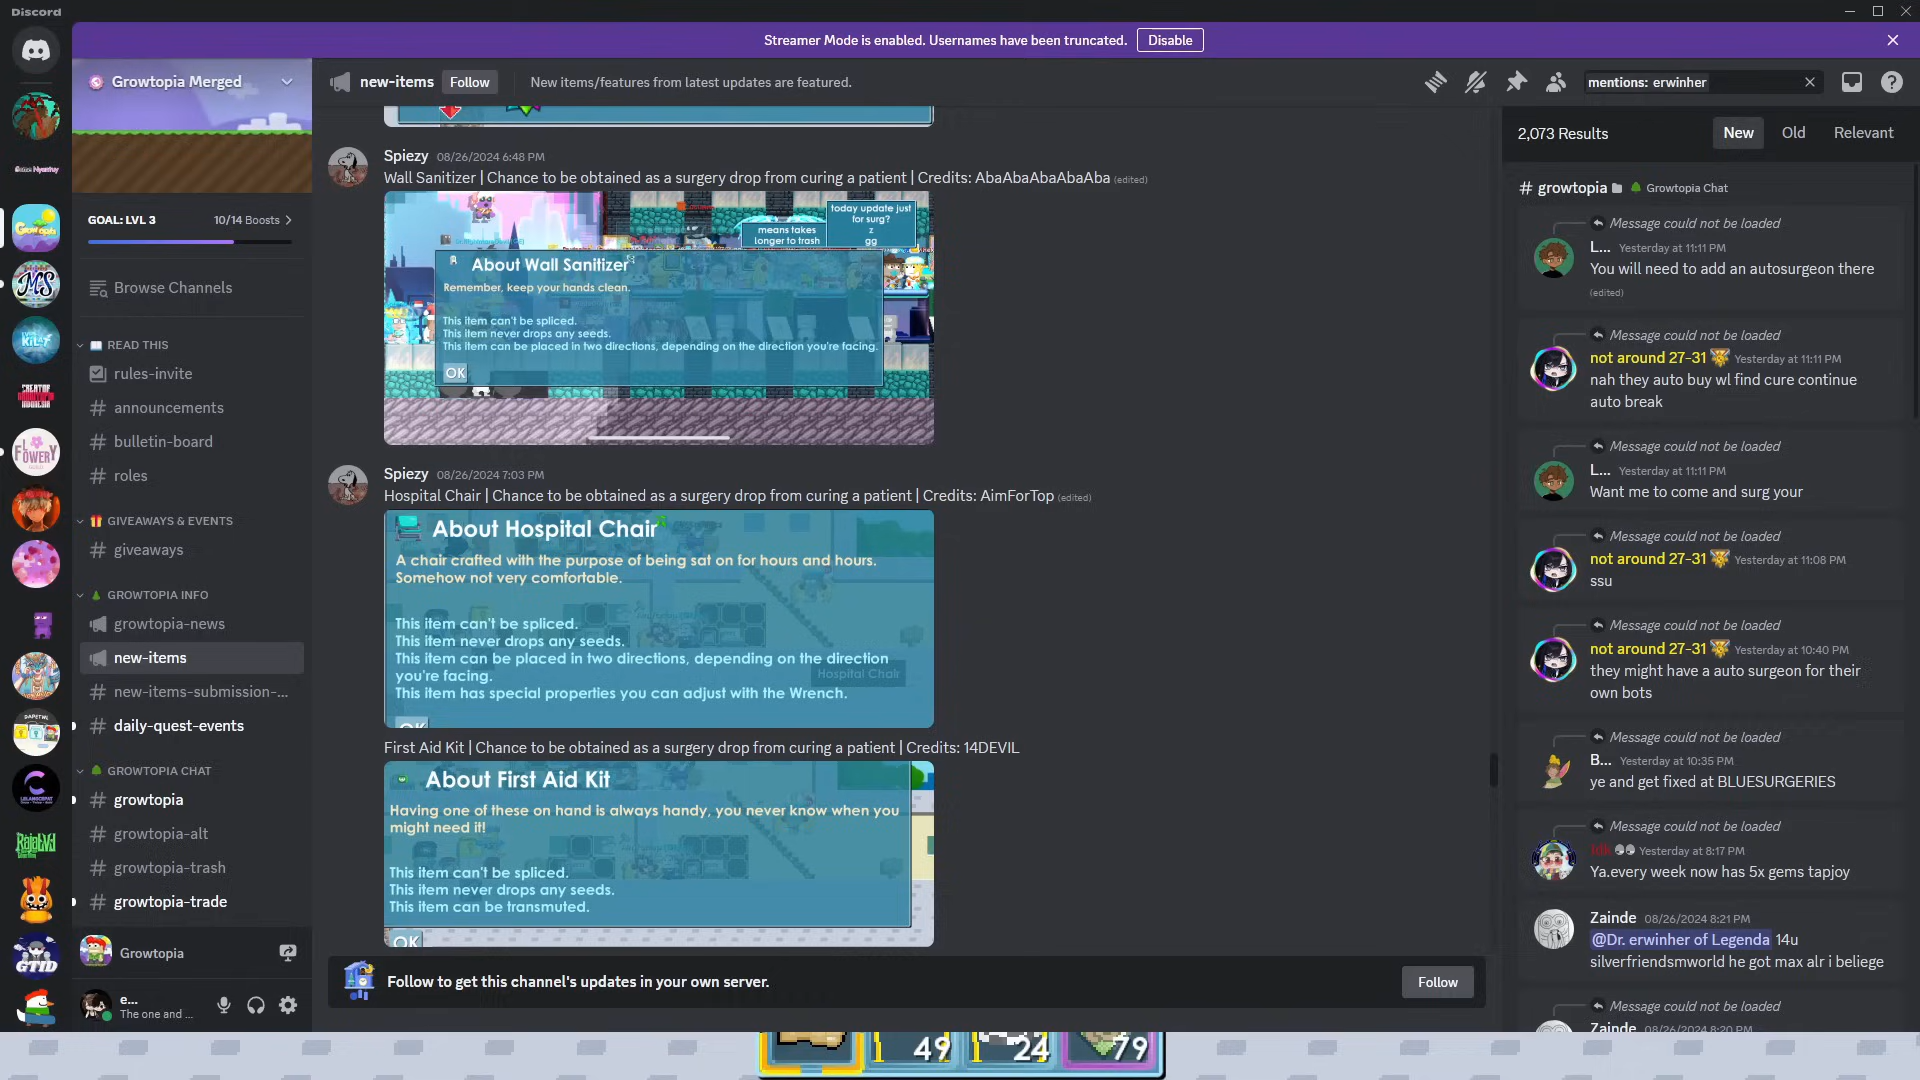 Discord
Streamer Mode is enabled. Usernames have been truncated.
Disable
Growtopia Merged
new-items
Follow
New items/features from latest updates are featured.
mentions: erwinher
GOAL: LVL 3
10/14 Boosts
Browse Channels
READ THIS
rules-invite
announcements
bulletin-board
roles
GIVEAWAYS & EVENTS
giveaways
GROWTOPIA INFO
growtopia-news
new-items
new-items-submission-...
daily-quest-events
GROWTOPIA CHAT
growtopia
growtopia-alt
growtopia-trash
growtopia-trade
Growtopia
e...
The one and ...
Spiezy 08/26/2024 6:48 PM
Wall Sanitizer | Chance to be obtained as a surgery drop from curing a patient | Credits: AbaAbaAbaAbaAba (edited)
today update just
for surg?
z
gg
means takes
longer to trash
About Wall Sanitizer
Remember, keep your hands clean.
This item can't be spliced.
This item never drops any seeds.
This item can be placed in two directions, depending on the direction you're facing.
OK
Spiezy 08/26/2024 7:03 PM
Hospital Chair | Chance to be obtained as a surgery drop from curing a patient | Credits: AimForTop (edited)
About Hospital Chair
A chair crafted with the purpose of being sat on for hours and hours.
Somehow not very comfortable.
This item can't be spliced.
This item never drops any seeds.
This item can be placed in two directions, depending on the direction
you're facing.
Hospital Chair
This item has special properties you can adjust with the Wrench.
OK
First Aid Kit | Chance to be obtained as a surgery drop from curing a patient | Credits: 14DEVIL
About First Aid Kit
Having one of these on hand is always handy, you never know when you
might need it!
This item can't be spliced.
This item never drops any seeds.
This item can be transmuted.
OK
Follow to get this channel's updates in your own server.
Follow
2,073 Results
New
Old
Relevant
# growtopia Growtopia Chat
Message could not be loaded
L... Yesterday at 11:11 PM
You will need to add an autosurgeon there
(edited)
Message could not be loaded
not around 27-31 Yesterday at 11:11 PM
nah they auto buy wl find cure continue
auto break
Message could not be loaded
L... Yesterday at 11:11 PM
Want me to come and surg your
Message could not be loaded
not around 27-31 Yesterday at 11:08 PM
ssu
Message could not be loaded
not around 27-31 Yesterday at 10:40 PM
they might have a auto surgeon for their
own bots
Message could not be loaded
B... Yesterday at 10:35 PM
ye and get fixed at BLUESURGERIES
Message could not be loaded
Yesterday at 8:17 PM
Ya.every week now has 5x gems tapjoy
Zainde 08/26/2024 8:21 PM
@Dr. erwinher of Legenda 14u
silverfriendsmworld he got max alr i beliege
Message could not be loaded
Zainde 08/26/2024 8:20 PM
49
24
79